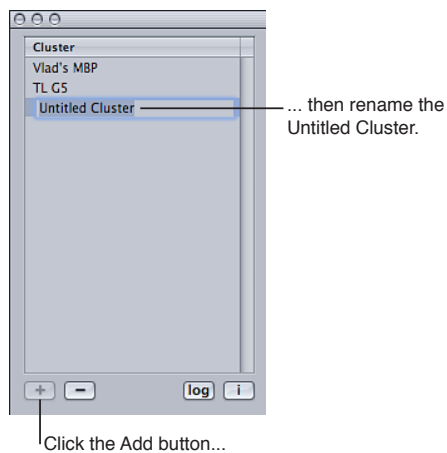 Cluster
Vlad's MBP
TL G5
Untitled Cluster
... then rename the
Untitled Cluster.
+
−
log
i
Click the Add button...